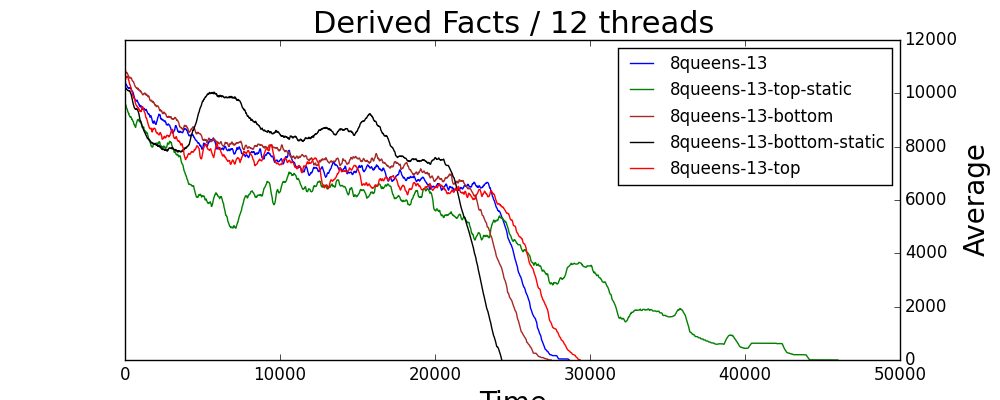 Derived Facts / 12 threads
12000
10000
8000
6000
4000
2000
0
Average
8queens-13
8queens-13-top-static
8queens-13-bottom
8queens-13-bottom-static
8queens-13-top
0 10000 20000 30000 40000 50000
Time